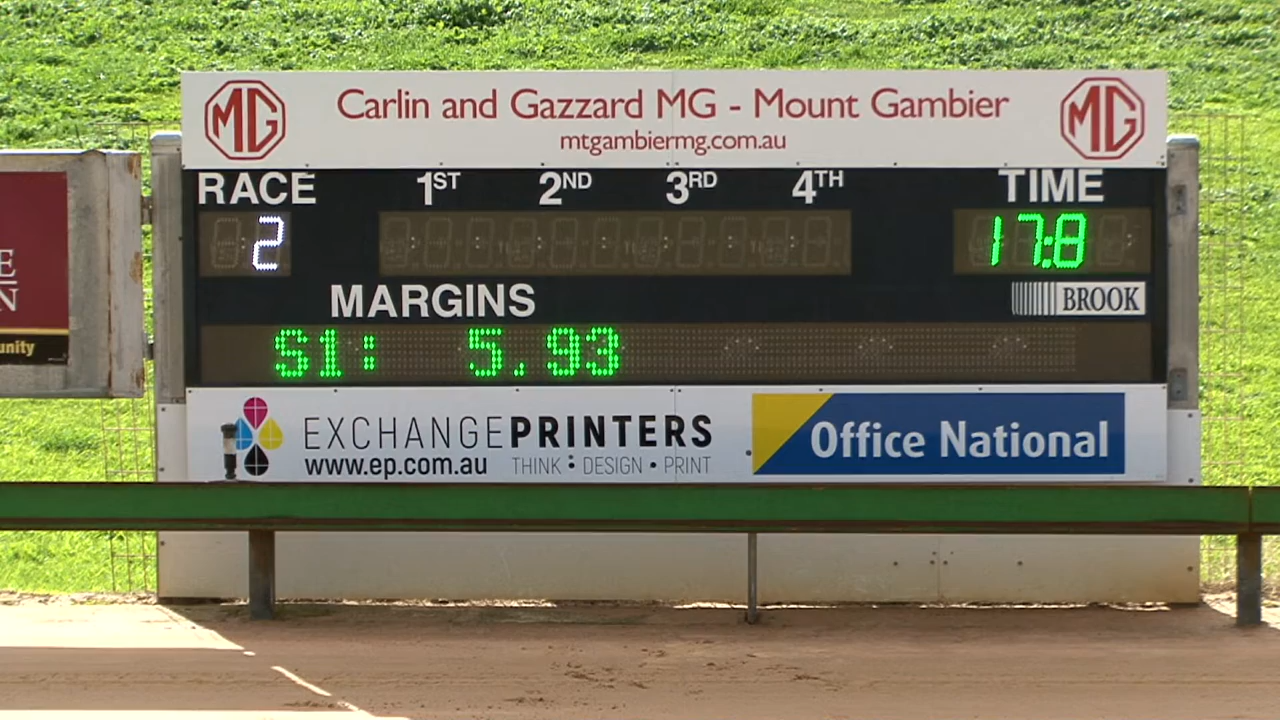 MG Carlin and Gazzard MG - Mount Gambier MG
mtgambiermg.com.au
RACE 1ST 2ND 3RD 4TH TIME
2 17:8
MARGINS BROOK
S1: 5.93
EXCHANGEPRINTERS
www.ep.com.au THINK : DESIGN • PRINT
Office National
E
N
unity